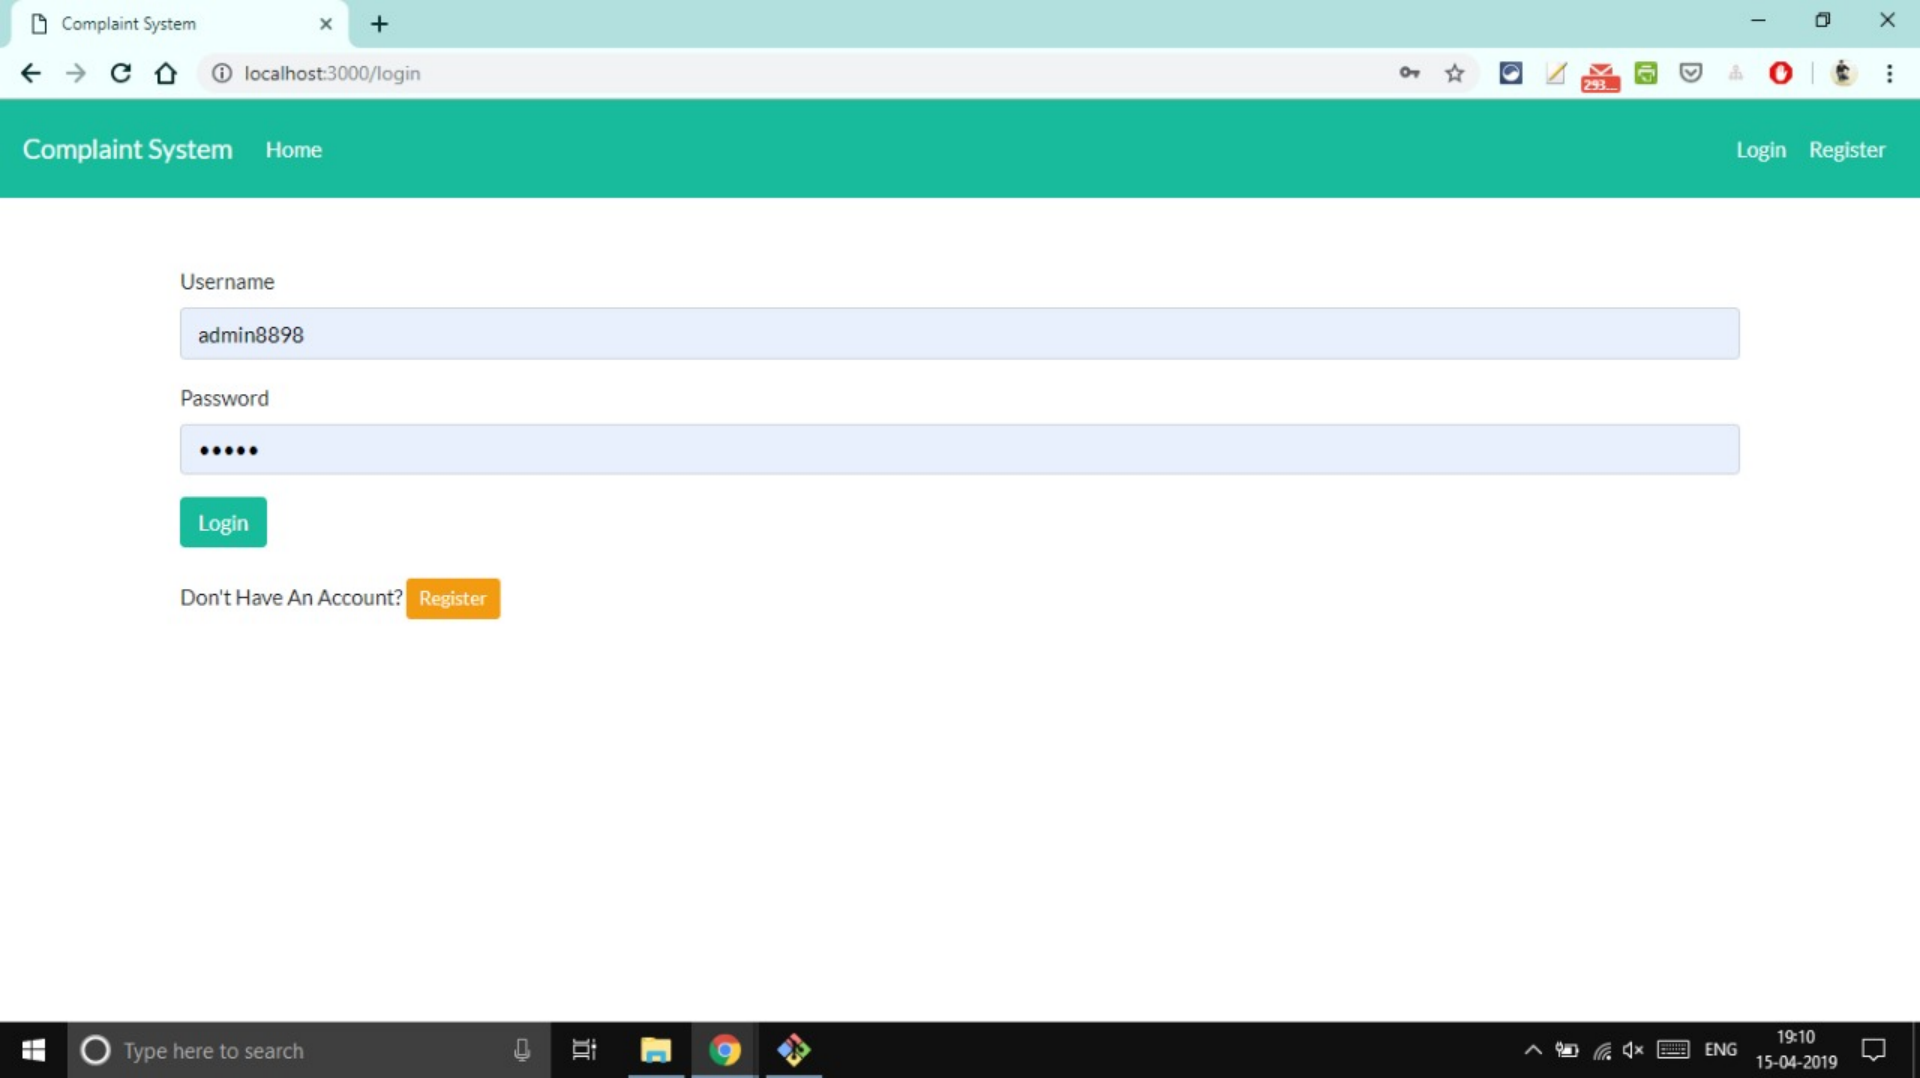 Complaint System
localhost:3000/login
293...
Complaint System Home Login Register
Username
admin8898
Password
•••••
Login
Don't Have An Account? Register
Type here to search
ENG
19:10
15-04-2019